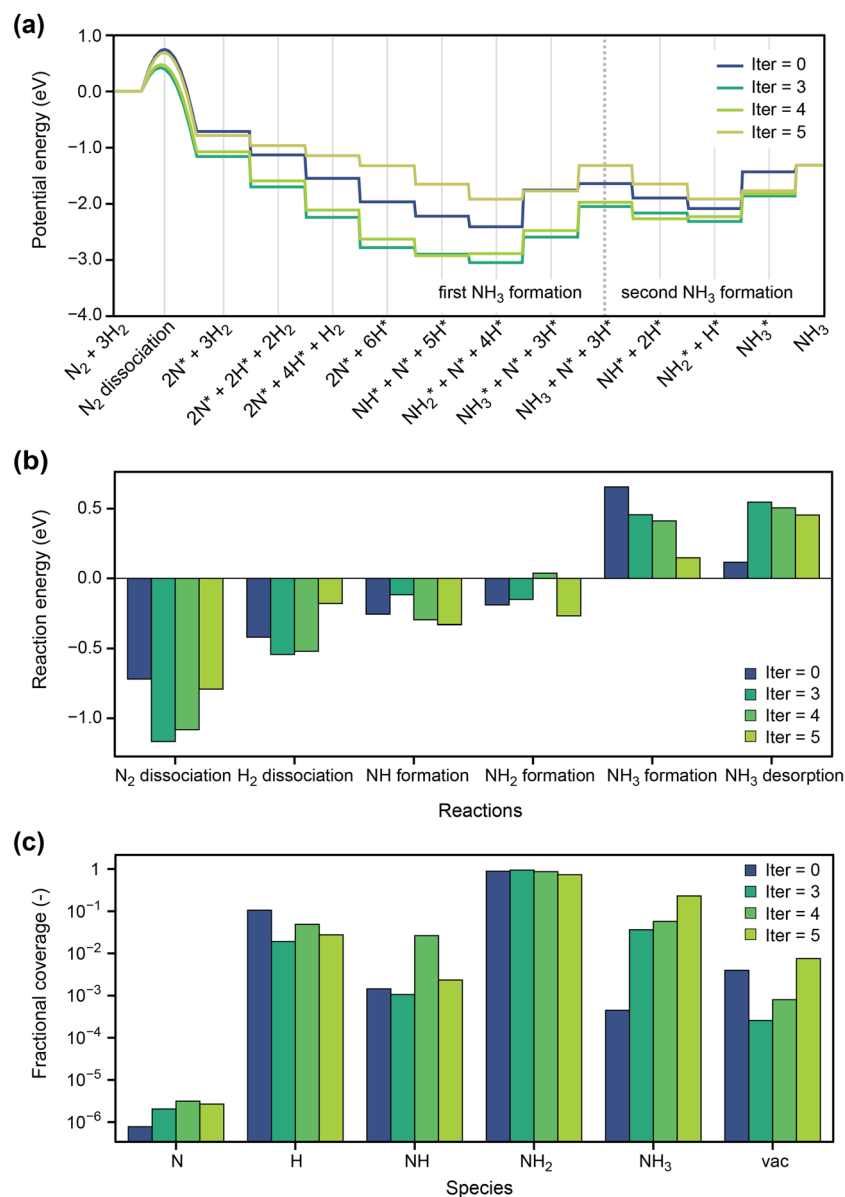 (a)
Potential energy (eV)
1.0
0.0
−1.0
−2.0
−3.0
−4.0
Iter = 0
Iter = 3
Iter = 4
Iter = 5
first NH₃ formation
second NH₃ formation
N₂ + 3H₂
N₂ dissociation
2N* + 3H₂
2N* + 2H* + 2H₂
2N* + 4H* + H₂
2N* + 6H*
NH* + N* + 5H*
NH₂* + N* + 4H*
NH₃* + N* + 3H*
NH₃ + N* + 3H*
NH* + 2H*
NH₂* + H*
NH₃*
NH₃
(b)
Reaction energy (eV)
0.5
0.0
−0.5
−1.0
Iter = 0
Iter = 3
Iter = 4
Iter = 5
N₂ dissociation
H₂ dissociation
NH formation
NH₂ formation
NH₃ formation
NH₃ desorption
Reactions
(c)
Fractional coverage (-)
1
10⁻¹
10⁻²
10⁻³
10⁻⁴
10⁻⁵
10⁻⁶
Iter = 0
Iter = 3
Iter = 4
Iter = 5
N
H
NH
NH₂
NH₃
vac
Species